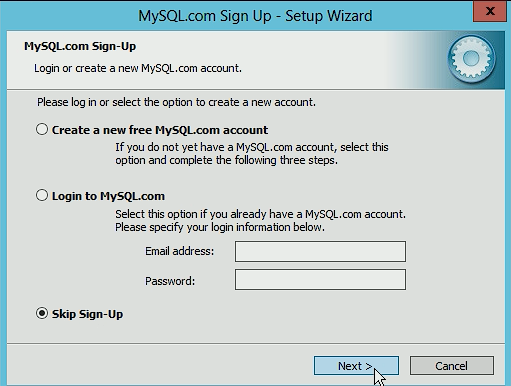 MySQL.com Sign Up - Setup Wizard
X
MySQL.com Sign-Up
Login or create a new MySQL.com account.
Please log in or select the option to create a new account.
Create a new free MySQL.com account
If you do not yet have a MySQL.com account, select this
option and complete the following three steps.
Login to MySQL.com
Select this option if you already have a MySQL.com account.
Please specify your login information below.
Email address:
Password:
Skip Sign-Up
Next >
Cancel